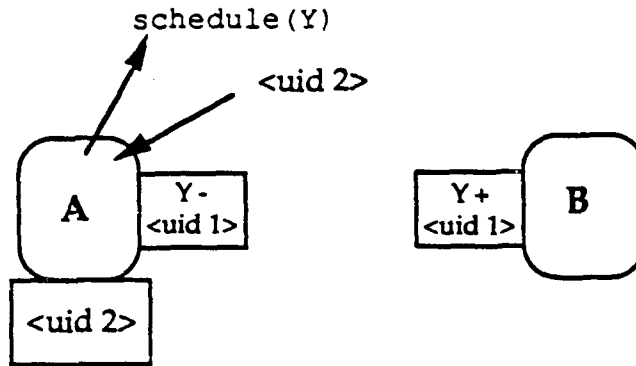 schedule(Y)
<uid 2>
A
Y -
<uid 1>
Y +
<uid 1>
B
<uid 2>